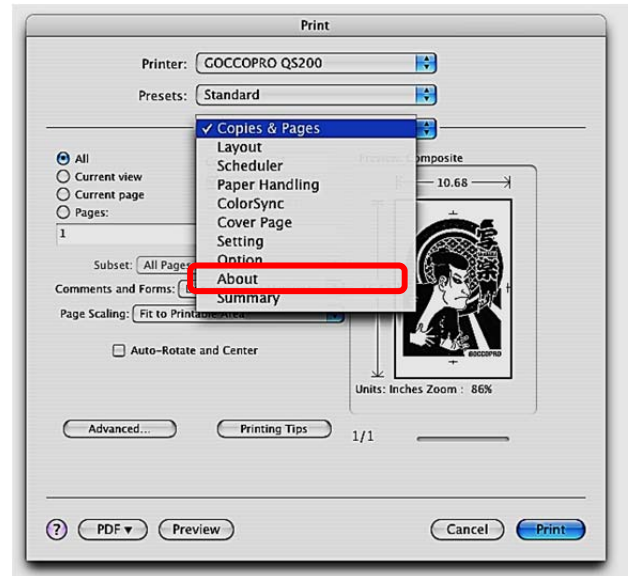 Print
Printer: GOCCOPRO QS200
Presets: Standard
✓ Copies & Pages
Layout
Scheduler
Paper Handling
ColorSync
Cover Page
Setting
Option
About
Summary
All
Current view
Current page
Pages:
1
Subset: All Pages
Comments and Forms:
Page Scaling: Fit to Printable Area
Auto-Rotate and Center
Composite
10.68
写楽
GOCCOPRO
Units: Inches Zoom : 86%
Advanced... Printing Tips 1/1
? PDF▼ Preview Cancel Print